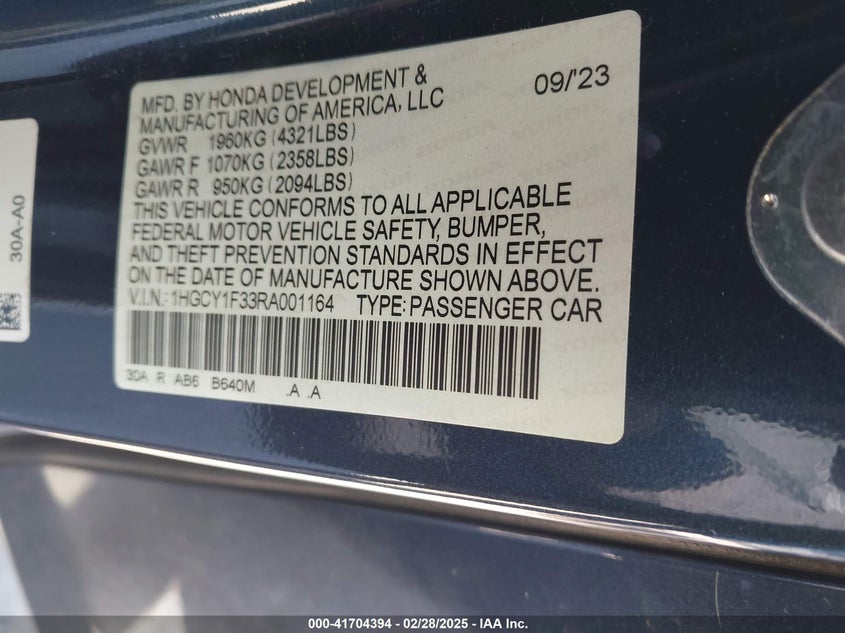 MFD. BY HONDA DEVELOPMENT & 09/'23
MANUFACTURING OF AMERICA, LLC
GVWR 1960KG (4321LBS)
GAWR F 1070KG (2358LBS)
GAWR R 950KG (2094LBS)
THIS VEHICLE CONFORMS TO ALL APPLICABLE
FEDERAL MOTOR VEHICLE SAFETY, BUMPER,
AND THEFT PREVENTION STANDARDS IN EFFECT
ON THE DATE OF MANUFACTURE SHOWN ABOVE.
V.I.N.: 1HGCY1F33RA001164 TYPE: PASSENGER CAR
30A R AB6 B640M .A .A
30A-A0
000-41704394 - 02/28/2025 - IAA Inc.